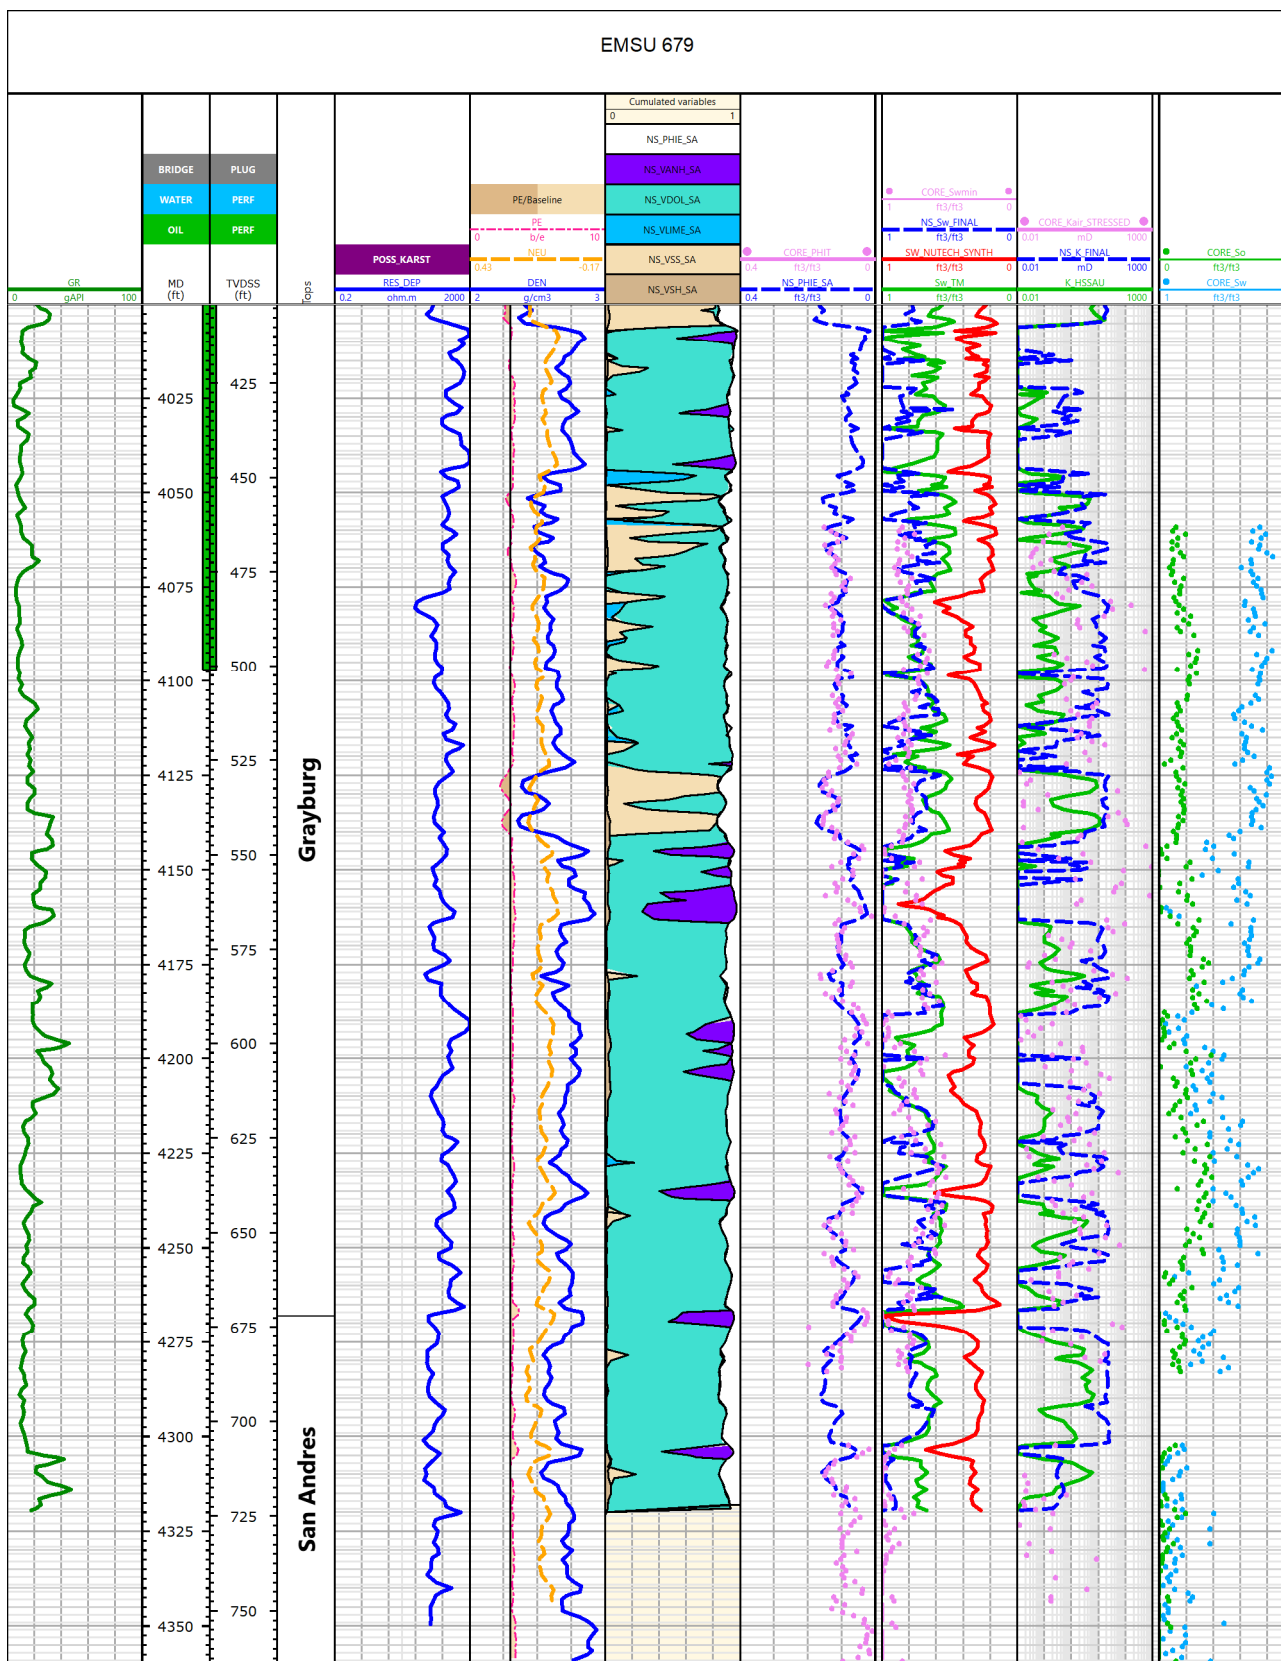 EMSU 679
Cumulated variables
0 1
NS_PHIE_SA
BRIDGE PLUG NS_VANH_SA
WATER PERF PE/Baseline NS_VDOL_SA CORE_Swmin
1 ft3/ft3 0
OIL PERF PE NS_VLIME_SA NS_Sw_FINAL CORE_Kair_STRESSED
0 b/e 10 1 ft3/ft3 0 0.01 mD 1000
POSS_KARST NEU NS_VSS_SA CORE_PHIT SW_NUTECH_SYNTH NS_K_FINAL CORE_So
0.43 -0.17 0.4 ft3/ft3 0 1 ft3/ft3 0 0.01 mD 1000 0 ft3/ft3
GR MD TVDSS Tops RES_DEP DEN NS_VSH_SA NS_PHIE_SA Sw_TM K_HSSAU CORE_Sw
0 gAPI 100 (ft) (ft) 0.2 ohm.m 2000 2 g/cm3 3 0.4 ft3/ft3 0 1 ft3/ft3 0 0.01 1000 1 ft3/ft3
425
4025
450
4050
475
4075
500
4100
525
4125
Grayburg
550
4150
575
4175
600
4200
625
4225
650
4250
675
4275
700
4300
San Andres
725
4325
750
4350